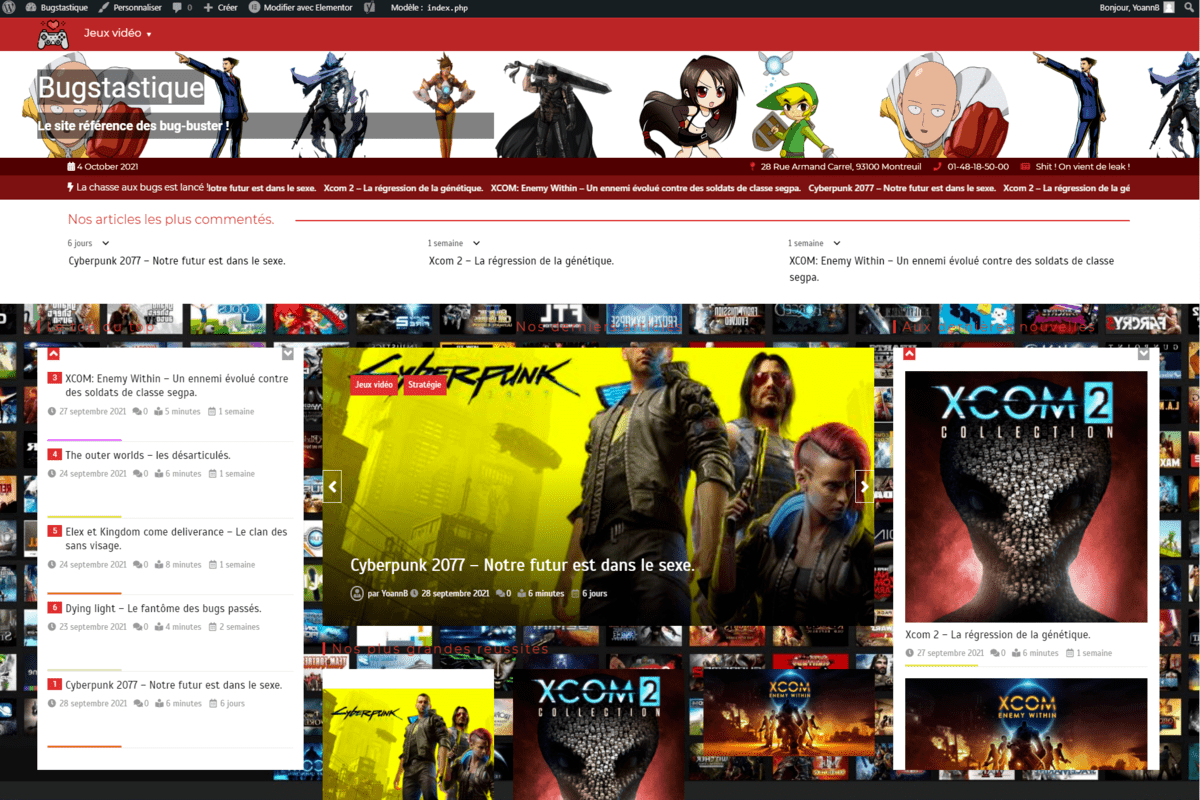 Bugstastique Personnaliser 0 Créer Modifier avec Elementor Modèle : index.php Bonjour, YoannB
Jeux vidéo
Bugstastique
Le site référence des bug-buster !
4 October 2021
28 Rue Armand Carrel, 93100 Montreuil 01-48-18-50-00 Shit ! On vient de leak !
La chasse aux bugs est lancé !
otre futur est dans le sexe. Xcom 2 – La régression de la génétique. XCOM: Enemy Within – Un ennemi évolué contre des soldats de classe segpa. Cyberpunk 2077 – Notre futur est dans le sexe. Xcom 2 – La régression de la gé
Nos articles les plus commentés.
6 jours
Cyberpunk 2077 – Notre futur est dans le sexe.
1 semaine
Xcom 2 – La régression de la génétique.
1 semaine
XCOM: Enemy Within – Un ennemi évolué contre des soldats de classe
segpa.
3 XCOM: Enemy Within – Un ennemi évolué contre
des soldats de classe segpa.
27 septembre 2021 0 5 minutes 1 semaine
4 The outer worlds – les désarticulés.
24 septembre 2021 0 6 minutes 1 semaine
5 Elex et Kingdom come deliverance – Le clan des
sans visage.
24 septembre 2021 0 8 minutes 1 semaine
6 Dying light – Le fantôme des bugs passés.
23 septembre 2021 0 4 minutes 2 semaines
1 Cyberpunk 2077 – Notre futur est dans le sexe.
28 septembre 2021 0 6 minutes 6 jours
CYBERPUNK
2077
Jeux vidéo Stratégie
Cyberpunk 2077 – Notre futur est dans le sexe.
par YoannB 28 septembre 2021 0 6 minutes 6 jours
Nos plus grandes réussites
CYBERPUNK
XCOM 2
COLLECTION
XCOM
ENEMY WITHIN
Aux dernières nouvelles
XCOM 2
COLLECTION
Xcom 2 – La régression de la génétique.
27 septembre 2021 0 6 minutes 1 semaine
XCOM
ENEMY WITHIN